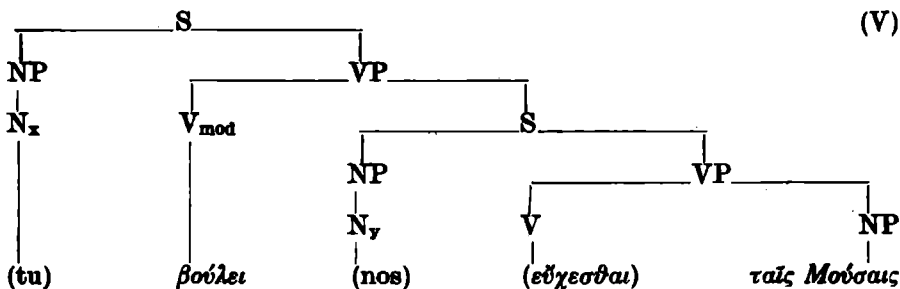 S (V)
NP VP
N_x V_mod S
NP VP
N_y V NP
(tu) βούλει (nos) (εὔχεσθαι) ταῖς Μούσαις